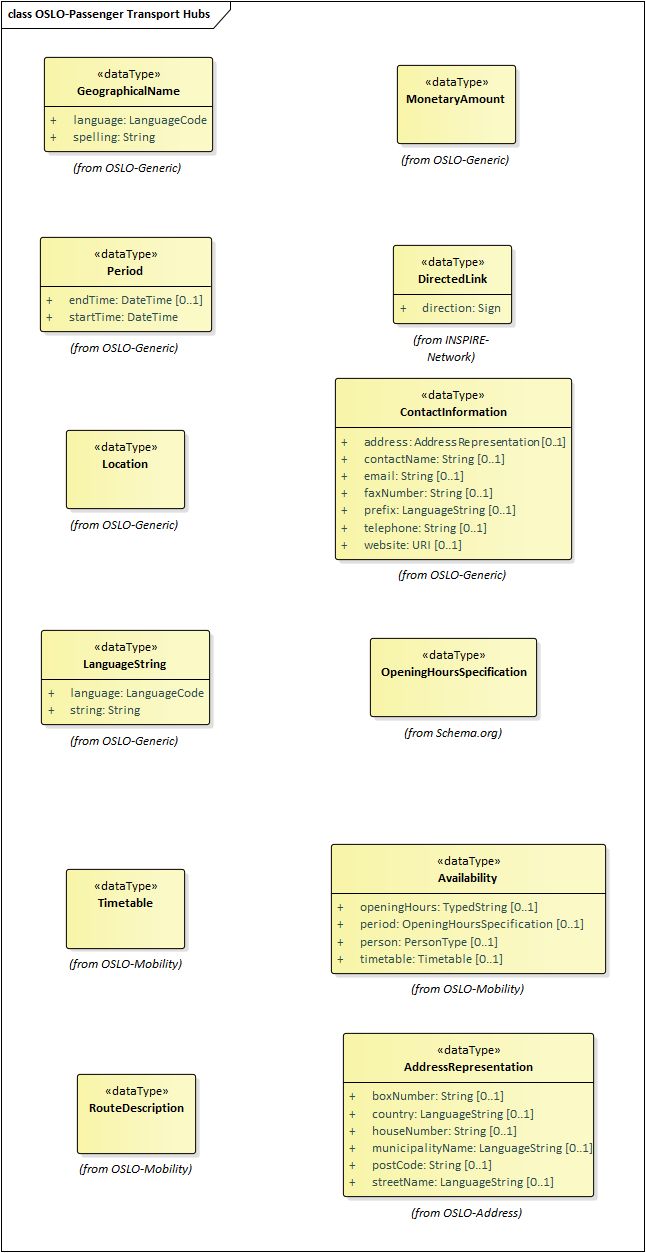 class OSLO-Passenger Transport Hubs
«dataType»
GeographicalName
+ language: LanguageCode
+ spelling: String
(from OSLO-Generic)
«dataType»
MonetaryAmount
(from OSLO-Generic)
«dataType»
Period
+ endTime: DateTime [0..1]
+ startTime: DateTime
(from OSLO-Generic)
«dataType»
DirectedLink
+ direction: Sign
(from INSPIRE-
Network)
«dataType»
Location
(from OSLO-Generic)
«dataType»
ContactInformation
+ address: AddressRepresentation [0..1]
+ contactName: String [0..1]
+ email: String [0..1]
+ faxNumber: String [0..1]
+ prefix: LanguageString [0..1]
+ telephone: String [0..1]
+ website: URI [0..1]
(from OSLO-Generic)
«dataType»
LanguageString
+ language: LanguageCode
+ string: String
(from OSLO-Generic)
«dataType»
OpeningHoursSpecification
(from Schema.org)
«dataType»
Timetable
(from OSLO-Mobility)
«dataType»
Availability
+ openingHours: TypedString [0..1]
+ period: OpeningHoursSpecification [0..1]
+ person: PersonType [0..1]
+ timetable: Timetable [0..1]
(from OSLO-Mobility)
«dataType»
RouteDescription
(from OSLO-Mobility)
«dataType»
AddressRepresentation
+ boxNumber: String [0..1]
+ country: LanguageString [0..1]
+ houseNumber: String [0..1]
+ municipalityName: LanguageString [0..1]
+ postCode: String [0..1]
+ streetName: LanguageString [0..1]
(from OSLO-Address)